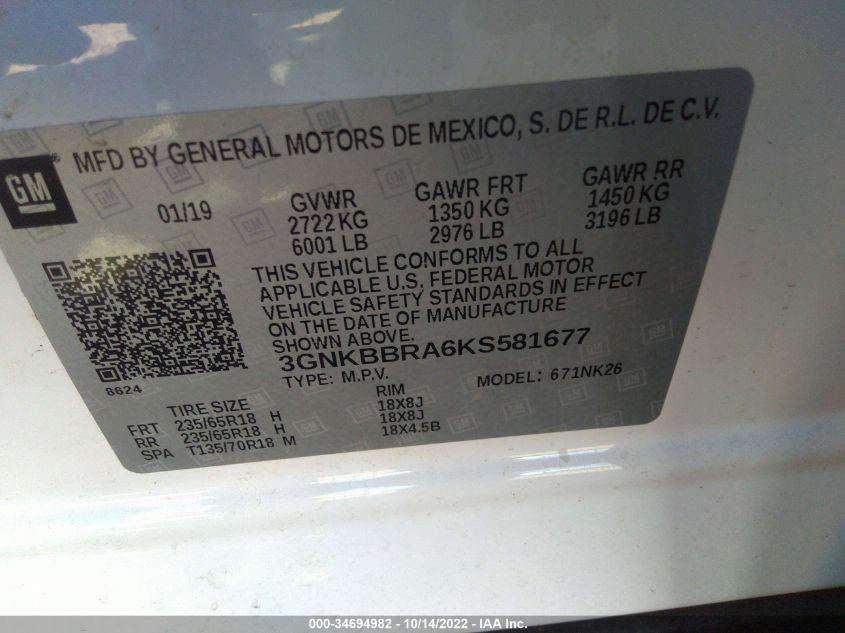 MFD BY GENERAL MOTORS DE MEXICO, S. DE R.L. DE C.V.
GM ®
01/19
GVWR GAWR FRT GAWR RR
2722 KG 1350 KG 1450 KG
6001 LB 2976 LB 3196 LB
THIS VEHICLE CONFORMS TO ALL
APPLICABLE U.S. FEDERAL MOTOR
VEHICLE SAFETY STANDARDS IN EFFECT
ON THE DATE OF MANUFACTURE
SHOWN ABOVE.
3GNKBBRA6KS581677
8624
TYPE: M.P.V. MODEL: 671NK26
TIRE SIZE RIM
FRT 235/65R18 H 18X8J
RR 235/65R18 H 18X8J
SPA T135/70R18 M 18X4.5B
000-34694982 - 10/14/2022 - IAA Inc.